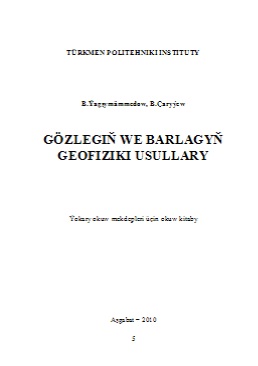 TÜRKMEN POLITEHNIKI INSTITUTY
B.Ýagşymämmedow, B.Çaryýew
GÖZLEGIŇ WE BARLAGYŇ
GEOFIZIKI USULLARY
Ýokary okuw mekdepleri üçin okuw kitaby
Aşgabat – 2010
5